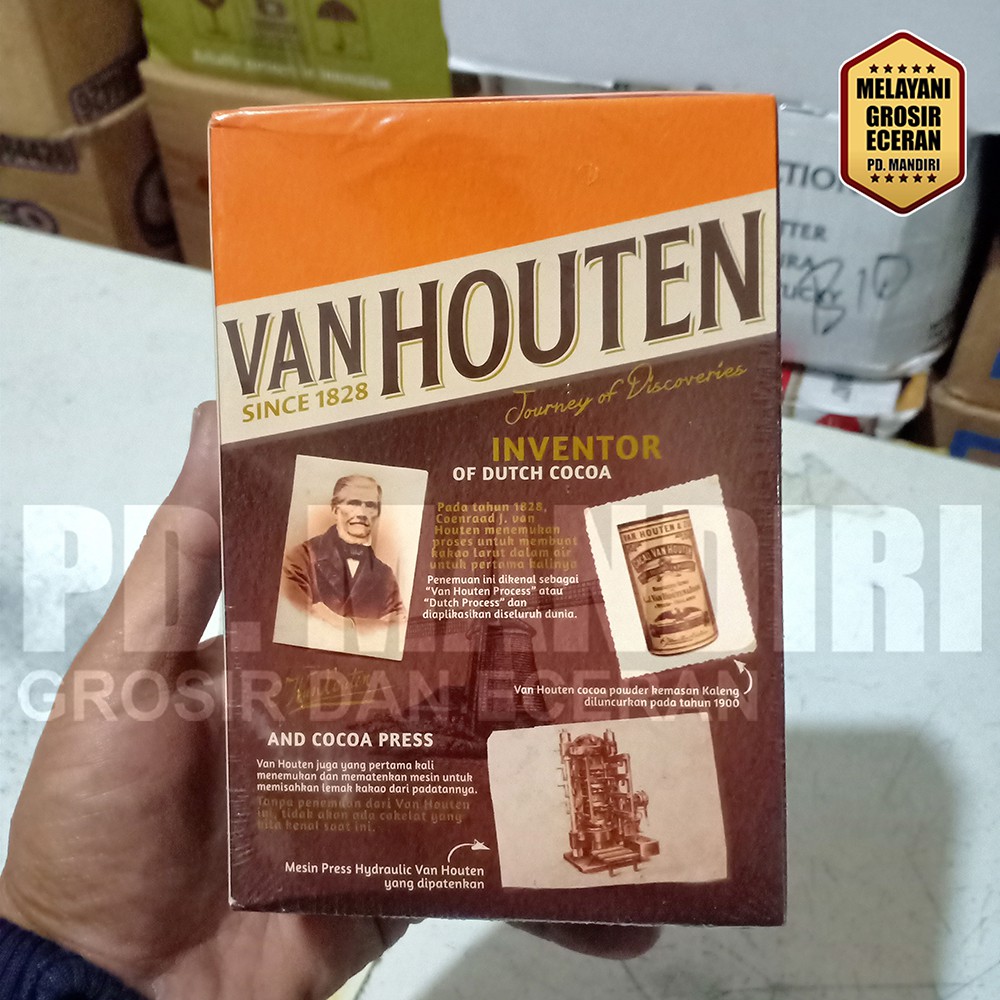 MELAYANI
GROSIR
ECERAN
PD. MANDIRI
VAN HOUTEN
SINCE 1828
Journey of Discoveries
INVENTOR
OF DUTCH COCOA
Pada tahun 1828,
Coenraad J. van
Houten menemukan
proses untuk membuat
kakao larut dalam air
untuk pertama kalinya
Penemuan ini dikenal sebagai
"Van Houten Process" atau
"Dutch Process" dan
diaplikasikan diseluruh dunia.
VAN HOUTEN &
VAN HOUTEN
Van Houten cocoa powder kemasan Kaleng
diluncurkan pada tahun 1900
PD. MANDIRI
GROSIR DAN ECERAN
AND COCOA PRESS
Van Houten juga yang pertama kali
menemukan dan mematenkan mesin untuk
memisahkan lemak kakao dari padatannya.
Tanpa penemuan dari Van Houten
ini, tidak akan ada cokelat yang
kita kenal saat ini.
Mesin Press Hydraulic Van Houten
yang dipatenkan